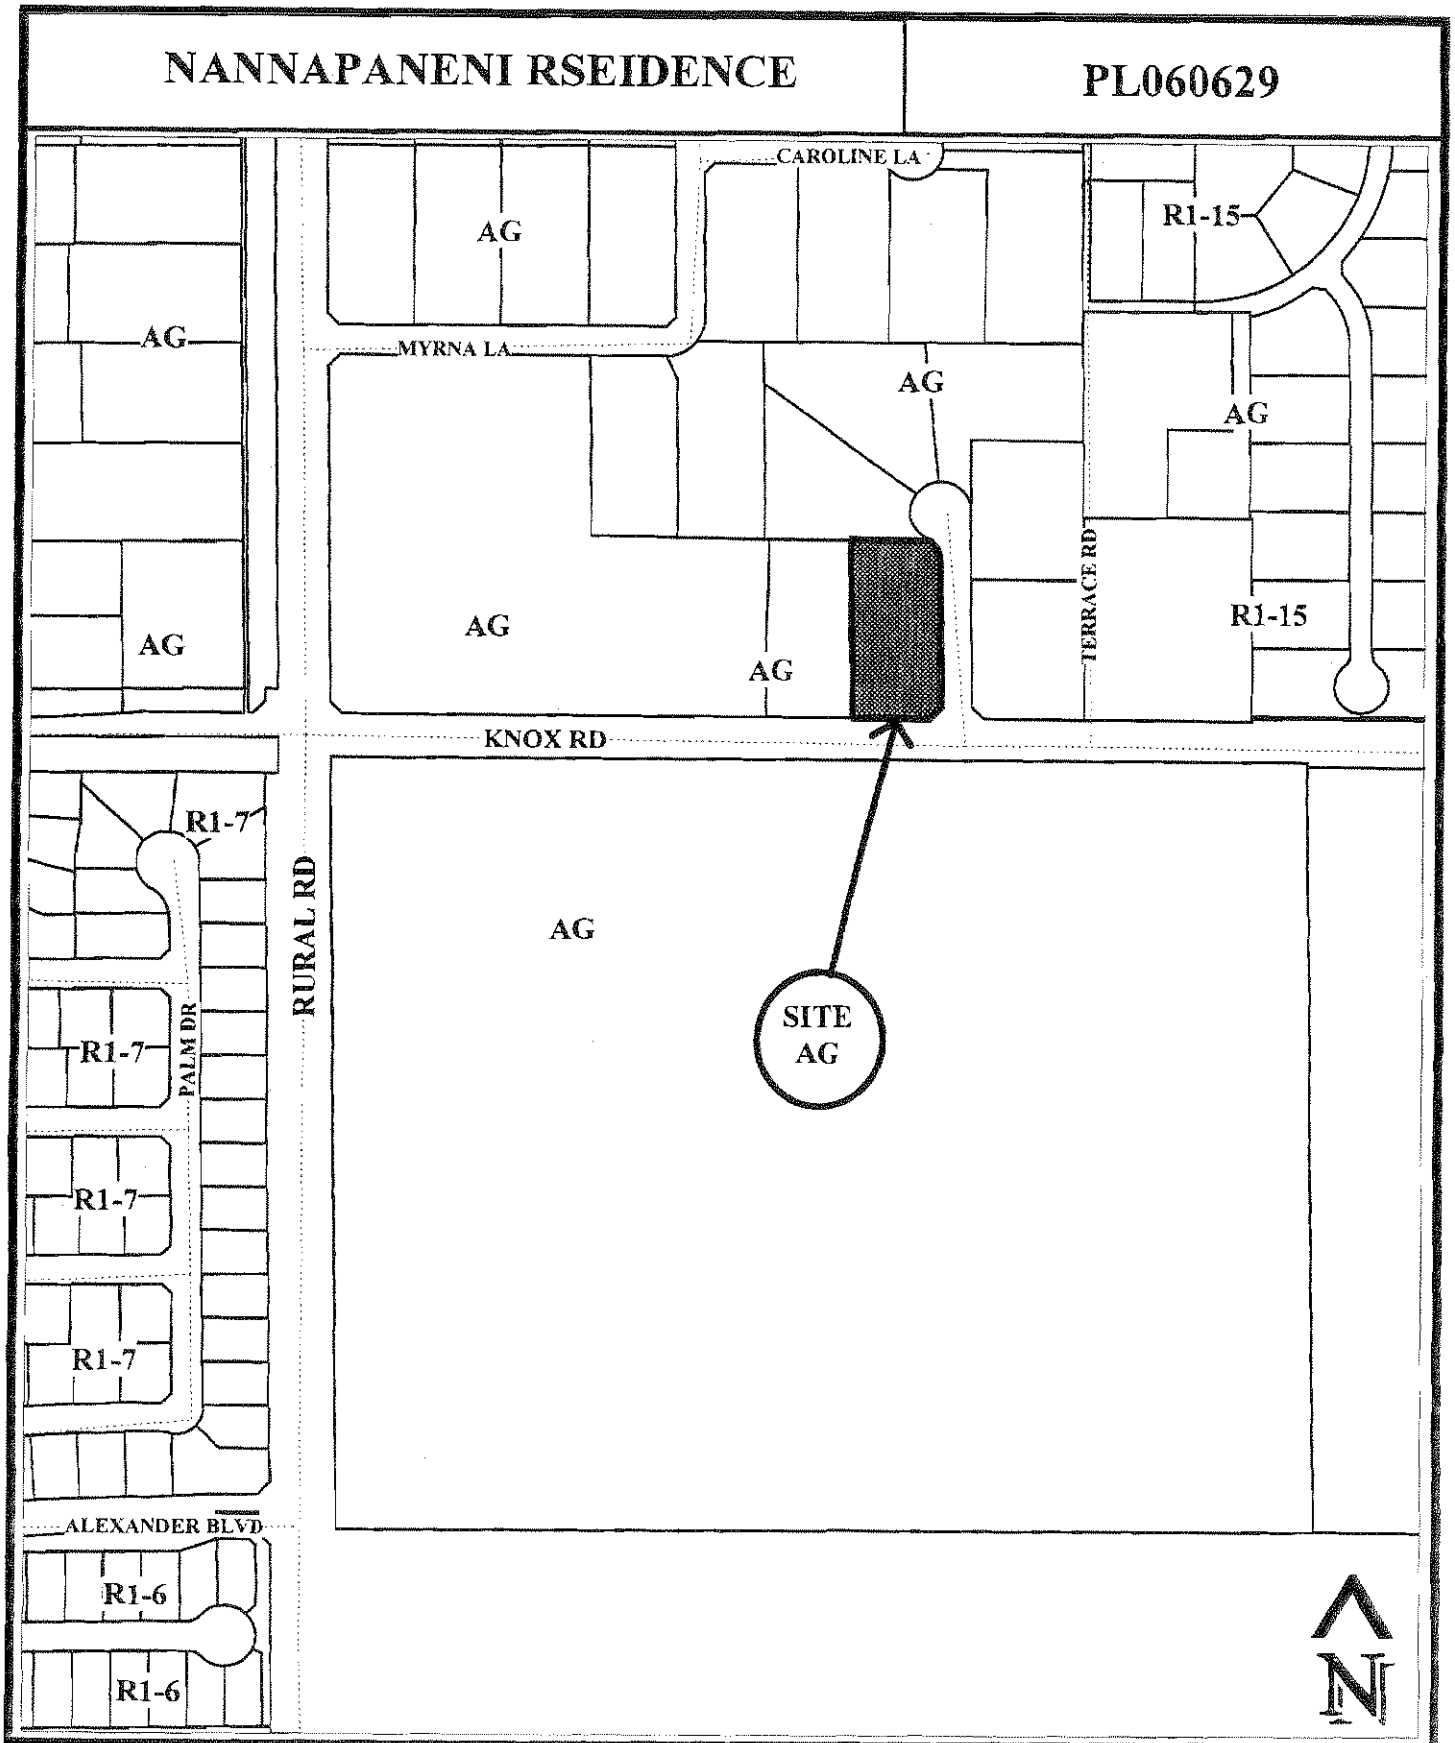 NANNAPANENI RSEIDENCE
PL060629
CAROLINE LA
R1-15
AG
AG
MYRNA LA
AG
AG
TERRACE RD
R1-15
AG
AG
AG
KNOX RD
R1-7
RURAL RD
AG
SITE
AG
PALM DR
R1-7
R1-7
R1-7
ALEXANDER BLVD
R1-6
R1-6
N